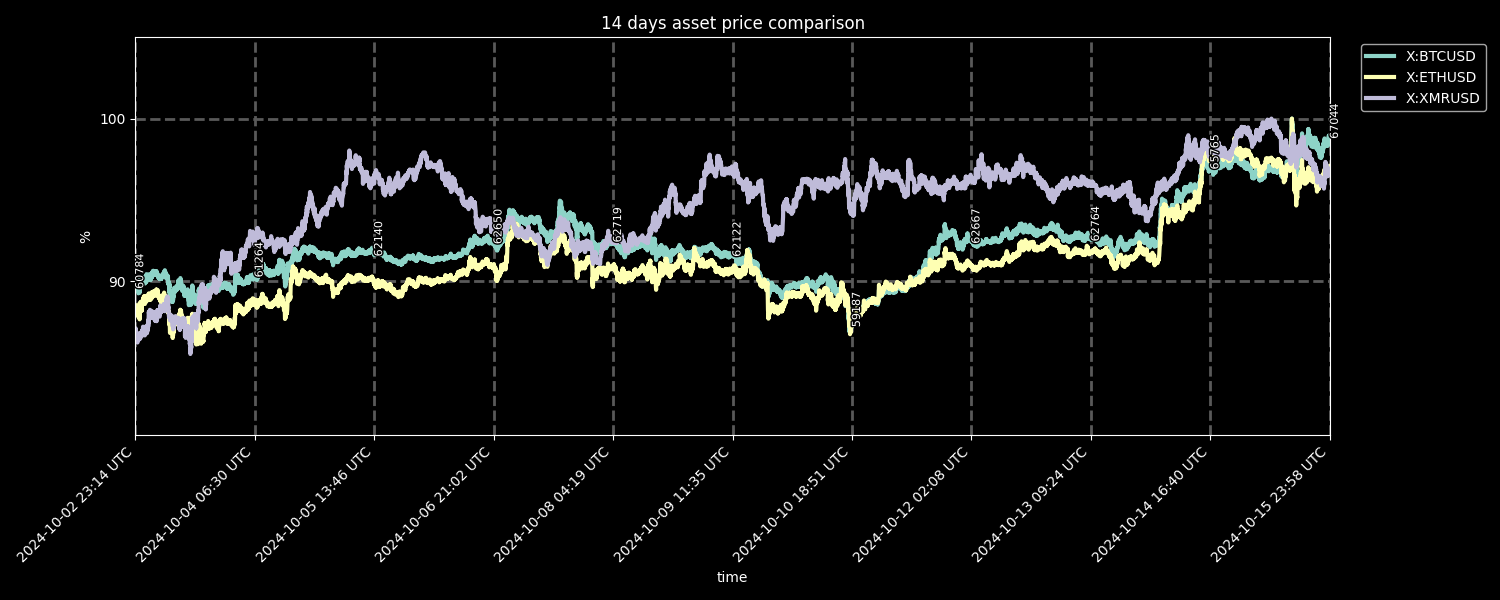 14 days asset price comparison
X:BTCUSD
X:ETHUSD
X:XMRUSD
100
90
%
60784
61264
62140
62650
62719
62122
59187
62667
62764
65765
67044
2024-10-02 23:14 UTC
2024-10-04 06:30 UTC
2024-10-05 13:46 UTC
2024-10-06 21:02 UTC
2024-10-08 04:19 UTC
2024-10-09 11:35 UTC
2024-10-10 18:51 UTC
2024-10-12 02:08 UTC
2024-10-13 09:24 UTC
2024-10-14 16:40 UTC
2024-10-15 23:58 UTC
time